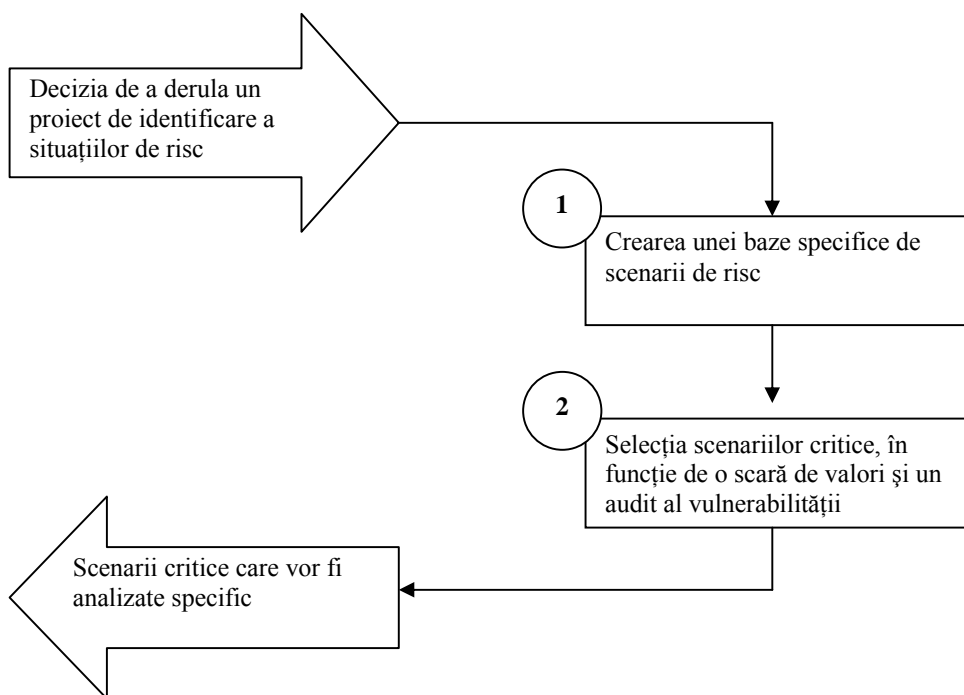 Decizia de a derula un
proiect de identificare a
situațiilor de risc
1
Crearea unei baze specifice de
scenarii de risc
2
Selecția scenariilor critice, în
funcție de o scară de valori şi un
audit al vulnerabilității
Scenarii critice care vor fi
analizate specific